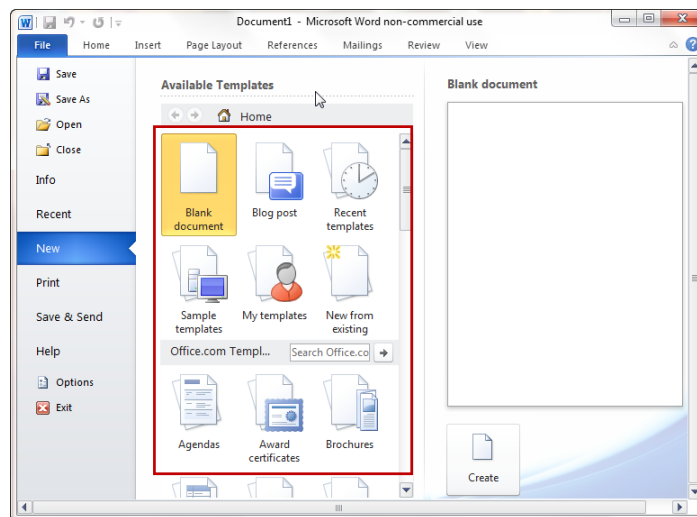 Document1 - Microsoft Word non-commercial use
File Home Insert Page Layout References Mailings Review View
Save
Save As
Open
Close
Info
Recent
New
Print
Save & Send
Help
Options
Exit
Available Templates
Home
Blank
document
Blog post
Recent
templates
Sample
templates
My templates
New from
existing
Office.com Templ...
Search Office.co
Agendas
Award
certificates
Brochures
Blank document
Create